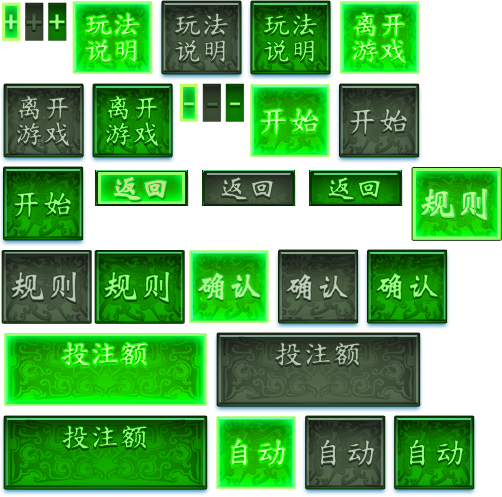 + + + 玩法说明 玩法说明 玩法说明 离开游戏
离开游戏 离开游戏 - - - 开始 开始
开始 返回 返回 返回 规则
规则 规则 确认 确认 确认
投注额 投注额
投注额 自动 自动 自动